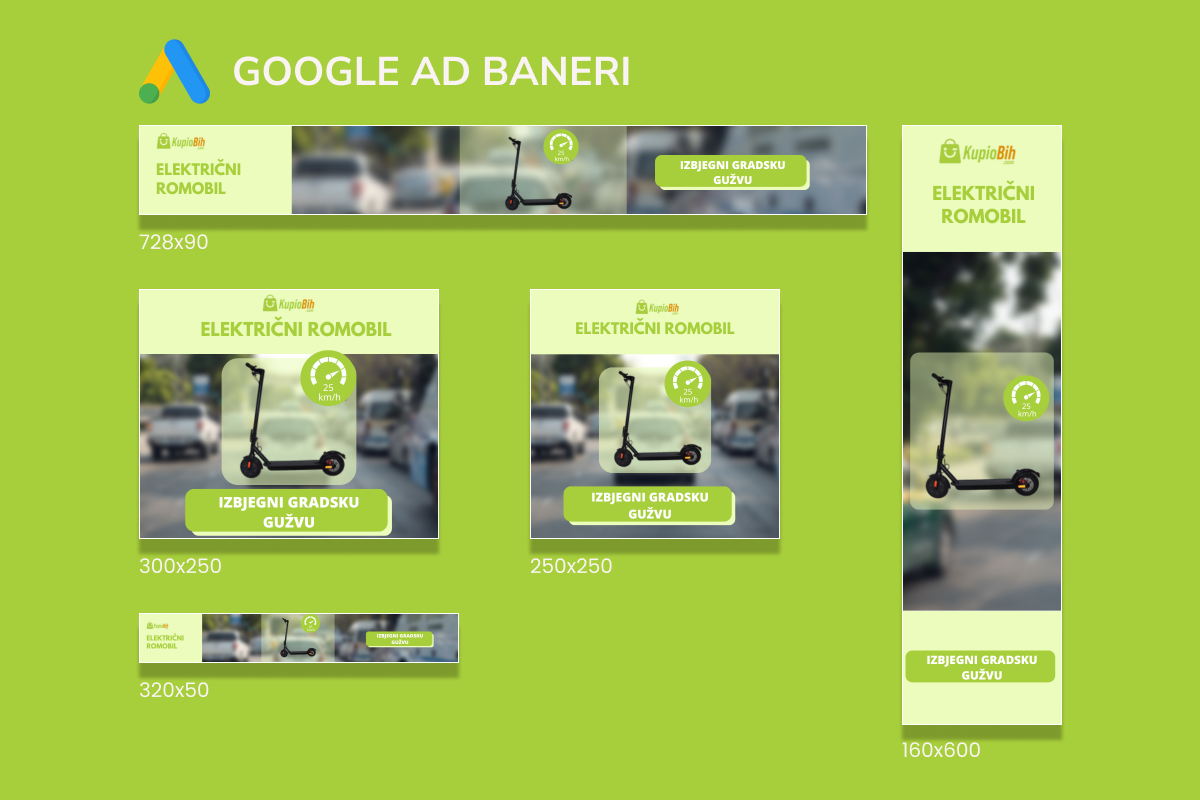 GOOGLE AD BANERI
KupioBih
ELEKTRIČNI
ROMOBIL
25
km/h
IZBJEGNI GRADSKU
GUŽVU
728x90
KupioBih
.com
ELEKTRIČNI
ROMOBIL
25
km/h
IZBJEGNI GRADSKU
GUŽVU
160x600
KupioBih
ELEKTRIČNI ROMOBIL
25
km/h
IZBJEGNI GRADSKU
GUŽVU
300x250
KupioBih
ELEKTRIČNI ROMOBIL
25
km/h
IZBJEGNI GRADSKU
GUŽVU
250x250
KupioBih
ELEKTRIČNI
ROMOBIL
IZBJEGNI GRADSKU
GUŽVU
320x50